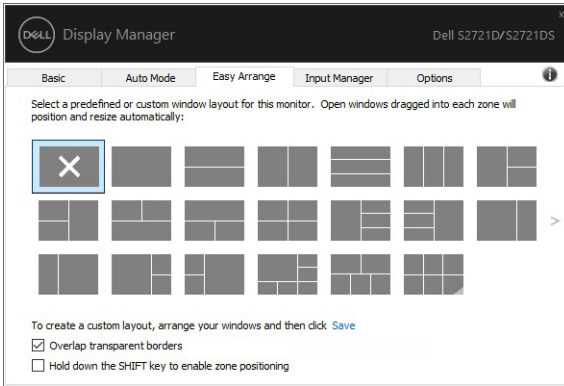 DELL Display Manager
Dell S2721D/S2721DS
Basic
Auto Mode
Easy Arrange
Input Manager
Options
Select a predefined or custom window layout for this monitor. Open windows dragged into each zone will
position and resize automatically:
To create a custom layout, arrange your windows and then click Save
Overlap transparent borders
Hold down the SHIFT key to enable zone positioning